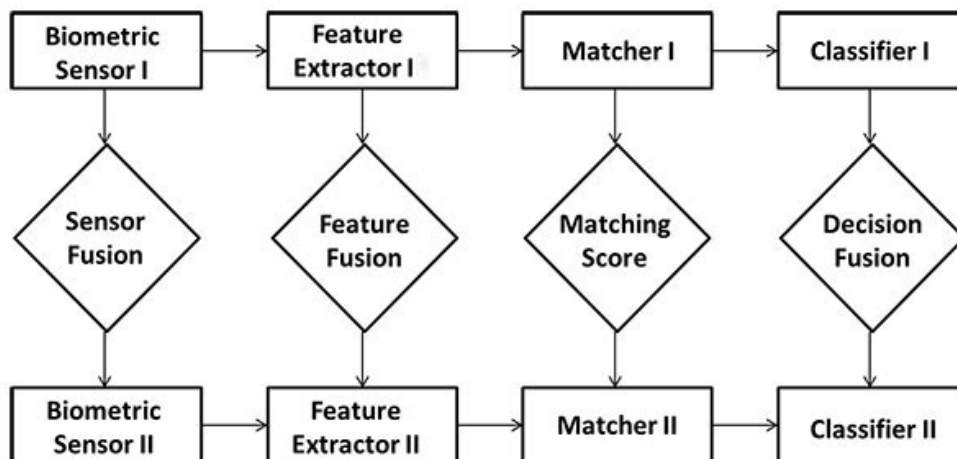 Biometric
Sensor I
Feature
Extractor I
Matcher I
Classifier I
Sensor
Fusion
Feature
Fusion
Matching
Score
Decision
Fusion
Biometric
Sensor II
Feature
Extractor II
Matcher II
Classifier II